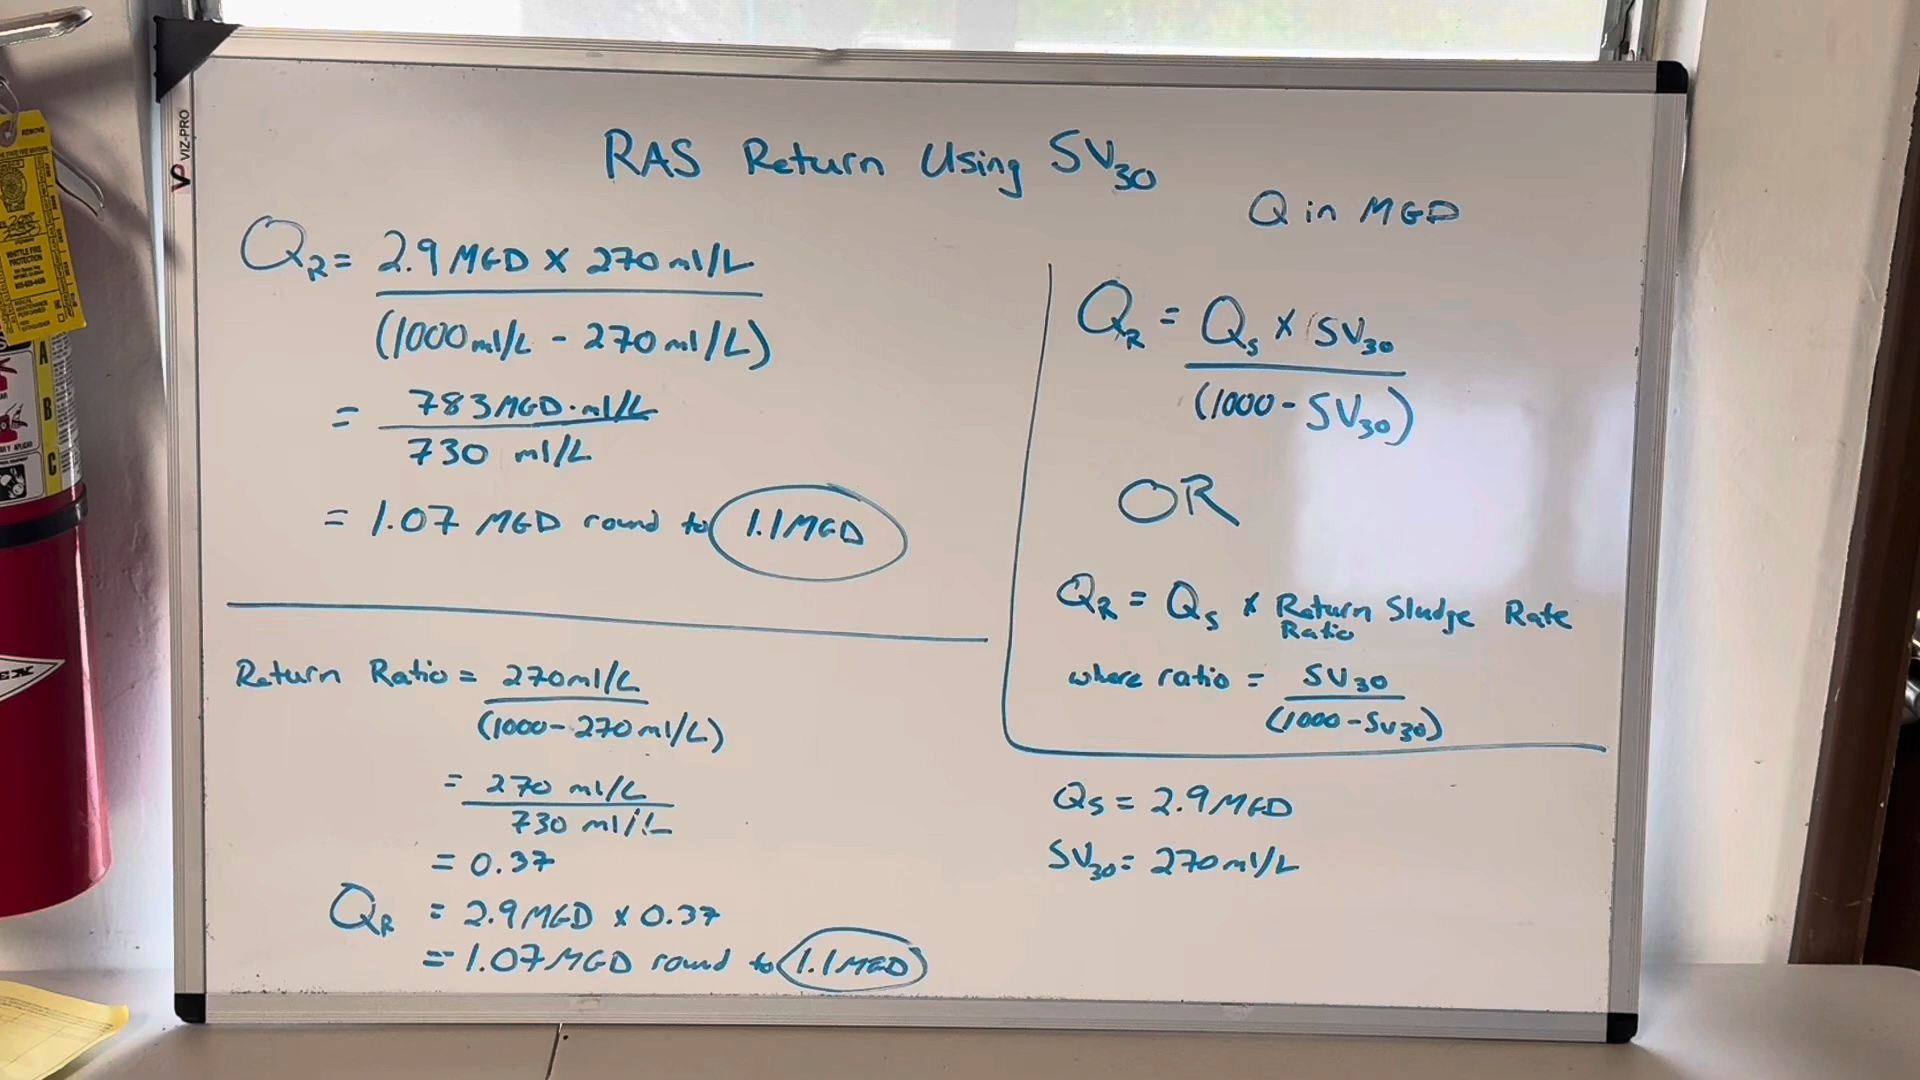 VIZ-PRO
RAS Return Using SV30
Q in MGD
QR = 2.9 MGD x 270 ml/L
(1000 ml/L - 270 ml/L)
= 783 MGD·ml/L
730 ml/L
= 1.07 MGD round to 1.1 MGD
Return Ratio = 270 ml/L
(1000 - 270 ml/L)
= 270 ml/L
730 ml/L
= 0.37
QR = 2.9 MGD x 0.37
= 1.07 MGD round to 1.1 MGD
QR = Qs x SV30
(1000 - SV30)
OR
QR = Qs x Return Sludge Rate
Ratio
where ratio = SV30
(1000 - SV30)
Qs = 2.9 MGD
SV30 = 270 ml/L
REMOVE
FIRE
PROTECTION
A
B
C